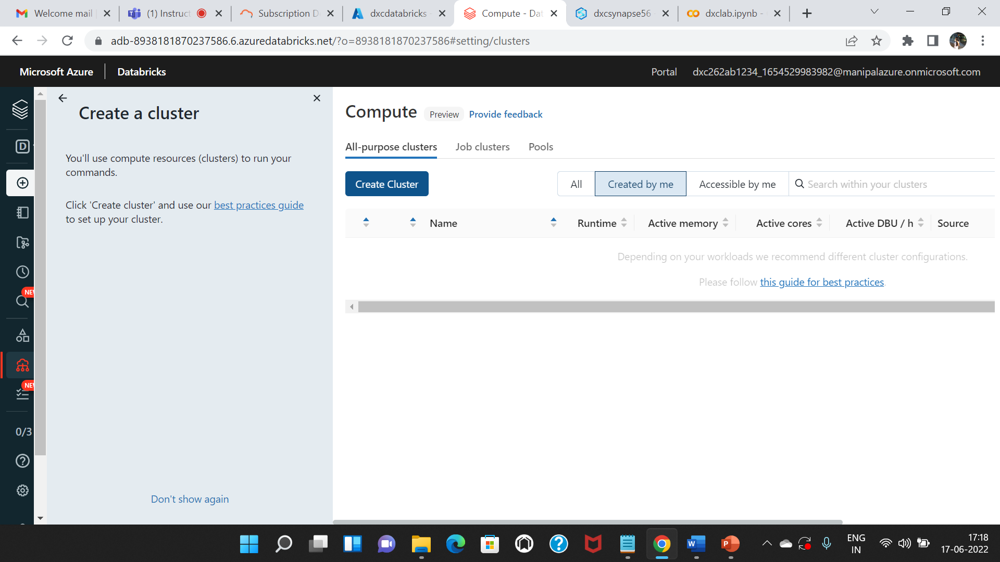 Welcome mail
(1) Instruct
Subscription D
dxcdatabricks -
Compute - Dat
dxcsynapse56 -
dxclab.ipynb -
adb-8938181870237586.6.azuredatabricks.net/?o=8938181870237586#setting/clusters
Microsoft Azure
Databricks
Portal
dxc262ab1234_1654529983982@manipalazure.onmicrosoft.com
D
NEW
NEW
0/3
Create a cluster
You'll use compute resources (clusters) to run your
commands.
Click 'Create cluster' and use our best practices guide
to set up your cluster.
Don't show again
Compute
Preview
Provide feedback
All-purpose clusters
Job clusters
Pools
Create Cluster
All
Created by me
Accessible by me
Search within your clusters
Name
Runtime
Active memory
Active cores
Active DBU / h
Source
Depending on your workloads we recommend different cluster configurations.
Please follow this guide for best practices.
ENG
IN
17:18
17-06-2022